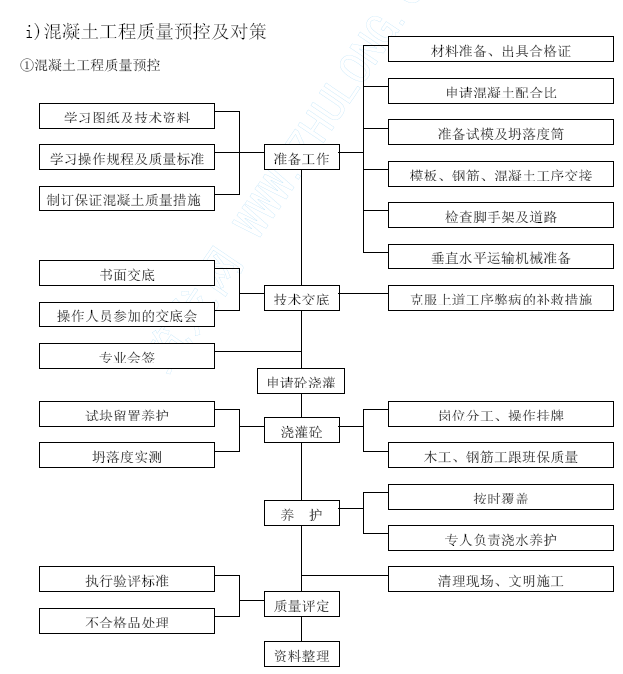 i)混凝土工程质量预控及对策
①混凝土工程质量预控
材料准备、出具合格证
申请混凝土配合比
学习图纸及技术资料
准备试模及坍落度筒
学习操作规程及质量标准
准备工作
模板、钢筋、混凝土工序交接
制订保证混凝土质量措施
检查脚手架及道路
垂直水平运输机械准备
书面交底
技术交底
克服上道工序弊病的补救措施
操作人员参加的交底会
专业会签
申请砼浇灌
试块留置养护
岗位分工、操作挂牌
浇灌砼
坍落度实测
木工、钢筋工跟班保质量
按时覆盖
养 护
专人负责浇水养护
执行验评标准
清理现场、文明施工
质量评定
不合格品处理
资料整理
WWW.ZHULONG.